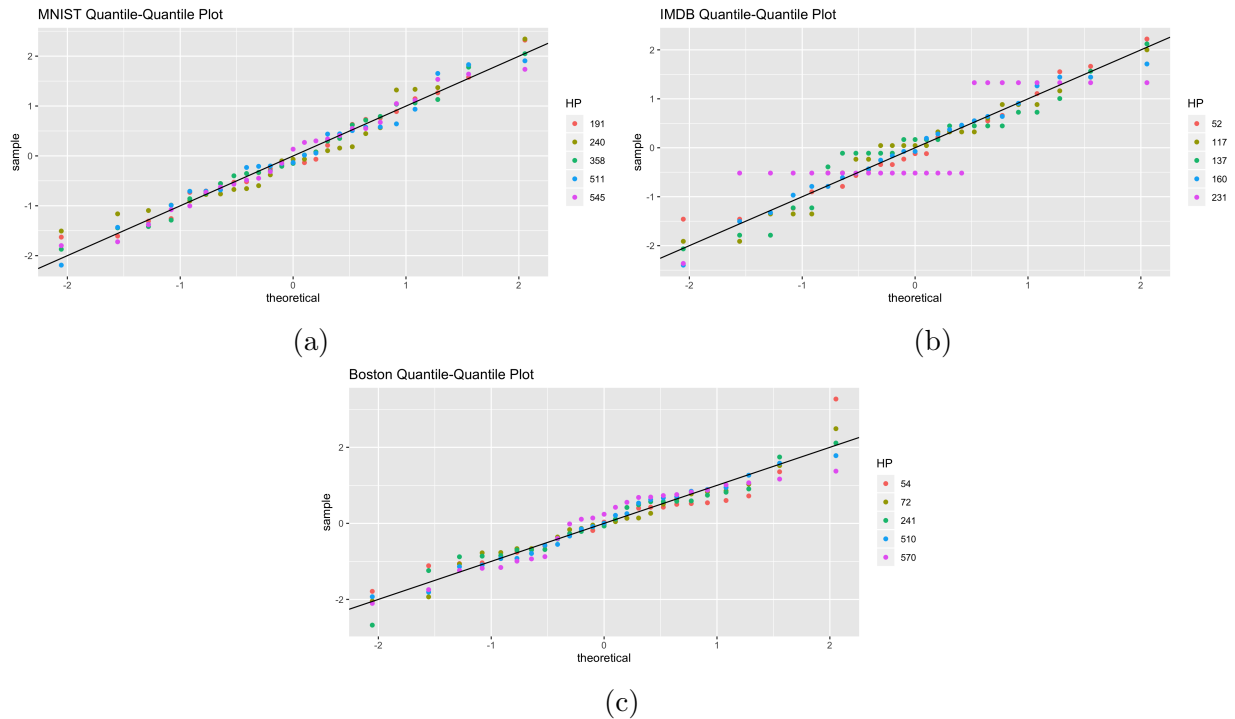 MNIST Quantile-Quantile Plot
sample
2
1
0
-1
-2
-2
-1
0
1
2
theoretical
HP
191
240
358
511
545
(a)
IMDB Quantile-Quantile Plot
sample
2
1
0
-1
-2
-2
-1
0
1
2
theoretical
HP
52
117
137
160
231
(b)
Boston Quantile-Quantile Plot
sample
2
0
-2
-2
-1
0
1
2
theoretical
HP
54
72
241
510
570
(c)